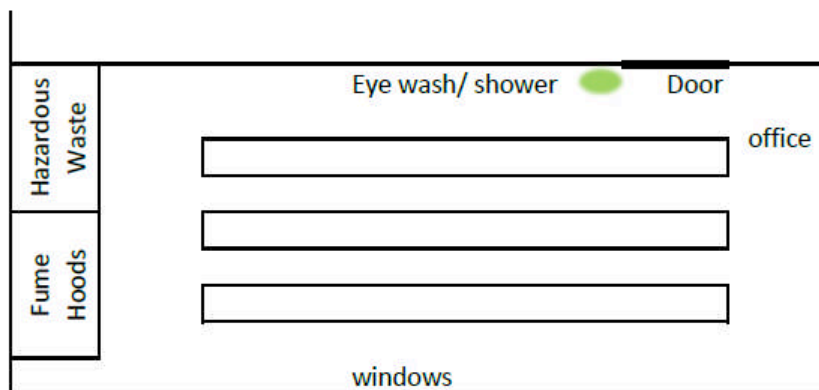 Eye wash/ shower
Door
Hazardous
Waste
office
Fume
Hoods
windows